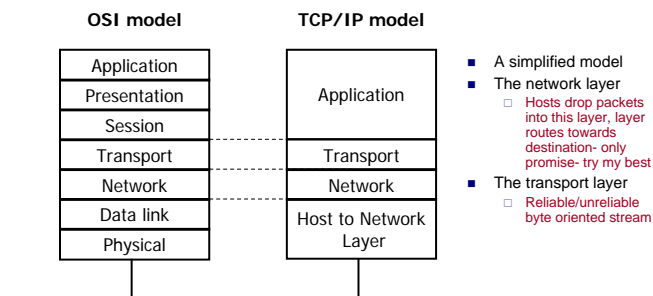 OSI model
Application
Presentation
Session
Transport
Network
Data link
Physical
TCP/IP model
Application
Transport
Network
Host to Network
Layer
A simplified model
The network layer
Hosts drop packets
into this layer, layer
routes towards
destination- only
promise- try my best
The transport layer
Reliable/unreliable
byte oriented stream